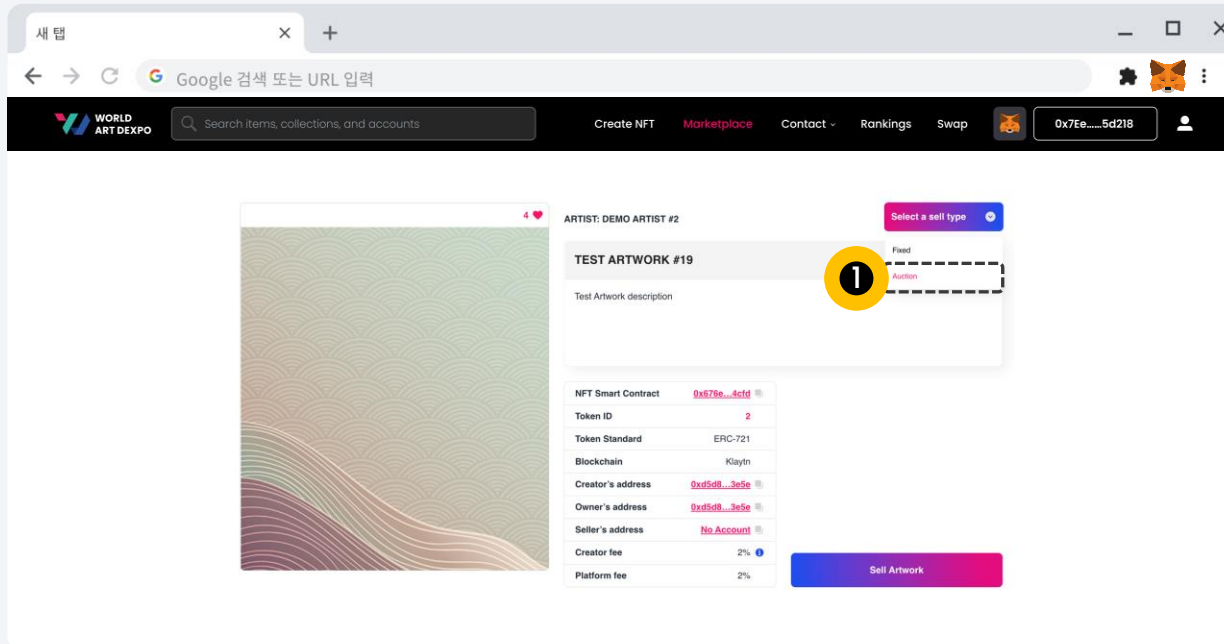 새 탭
Google 검색 또는 URL 입력
WORLD
ART DEXPO
Search items, collections, and accounts
Create NFT
Marketplace
Contact
Rankings
Swap
0x7Ee......5d218
4
ARTIST: DEMO ARTIST #2
Select a sell type
Fixed
1
Auction
TEST ARTWORK #19
Test Artwork description
NFT Smart Contract 0x676e...4cfd
Token ID 2
Token Standard ERC-721
Blockchain Klaytn
Creator's address 0xd5d8...3e5e
Owner's address 0xd5d8...3e5e
Seller's address No Account
Creator fee 2%
Platform fee 2%
Sell Artwork